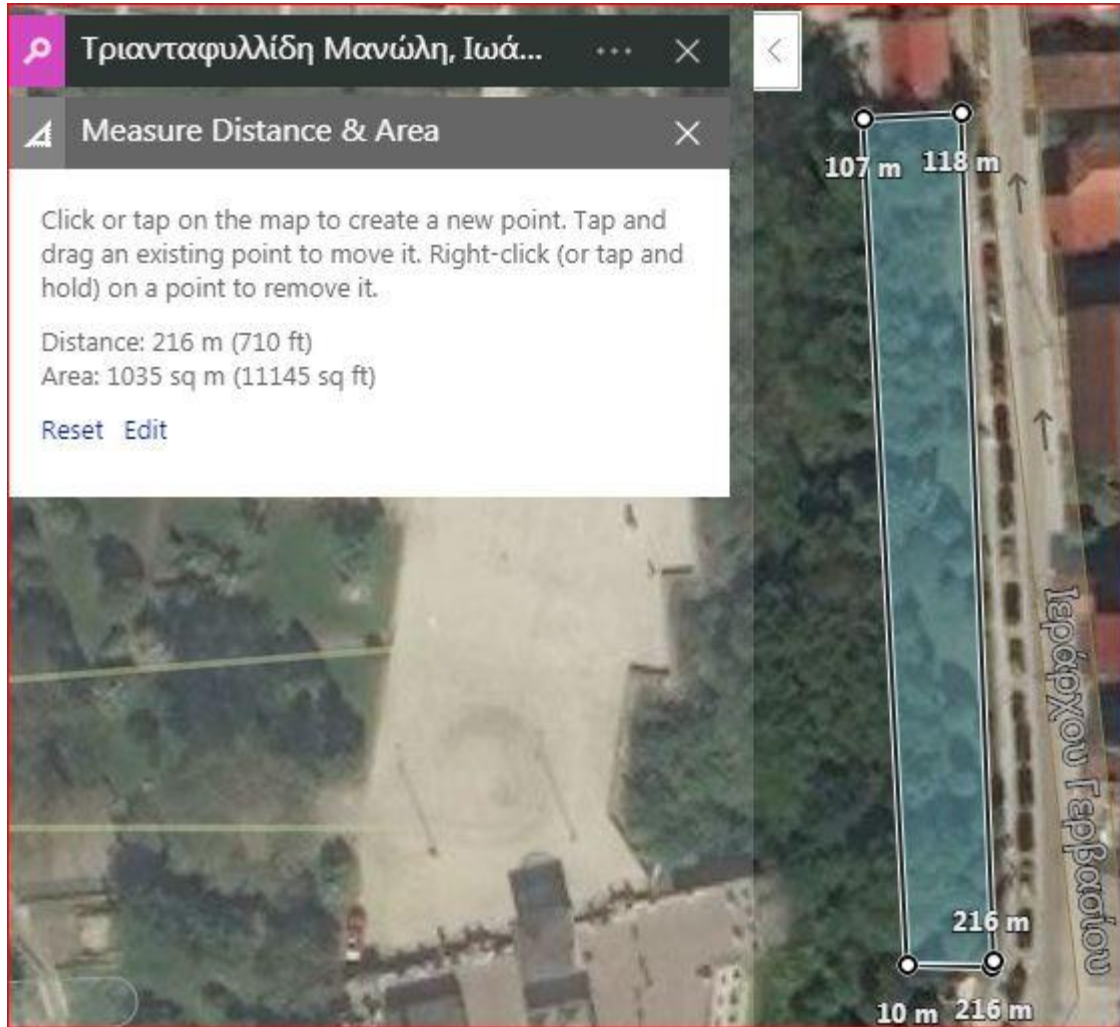 Τριανταφυλλίδη Μανώλη, Ιωά...
Measure Distance & Area
Click or tap on the map to create a new point. Tap and
drag an existing point to move it. Right-click (or tap and
hold) on a point to remove it.
Distance: 216 m (710 ft)
Area: 1035 sq m (11145 sq ft)
Reset Edit
107 m 118 m
Ιεράρχου Γερβασίου
216 m
10 m 216 m